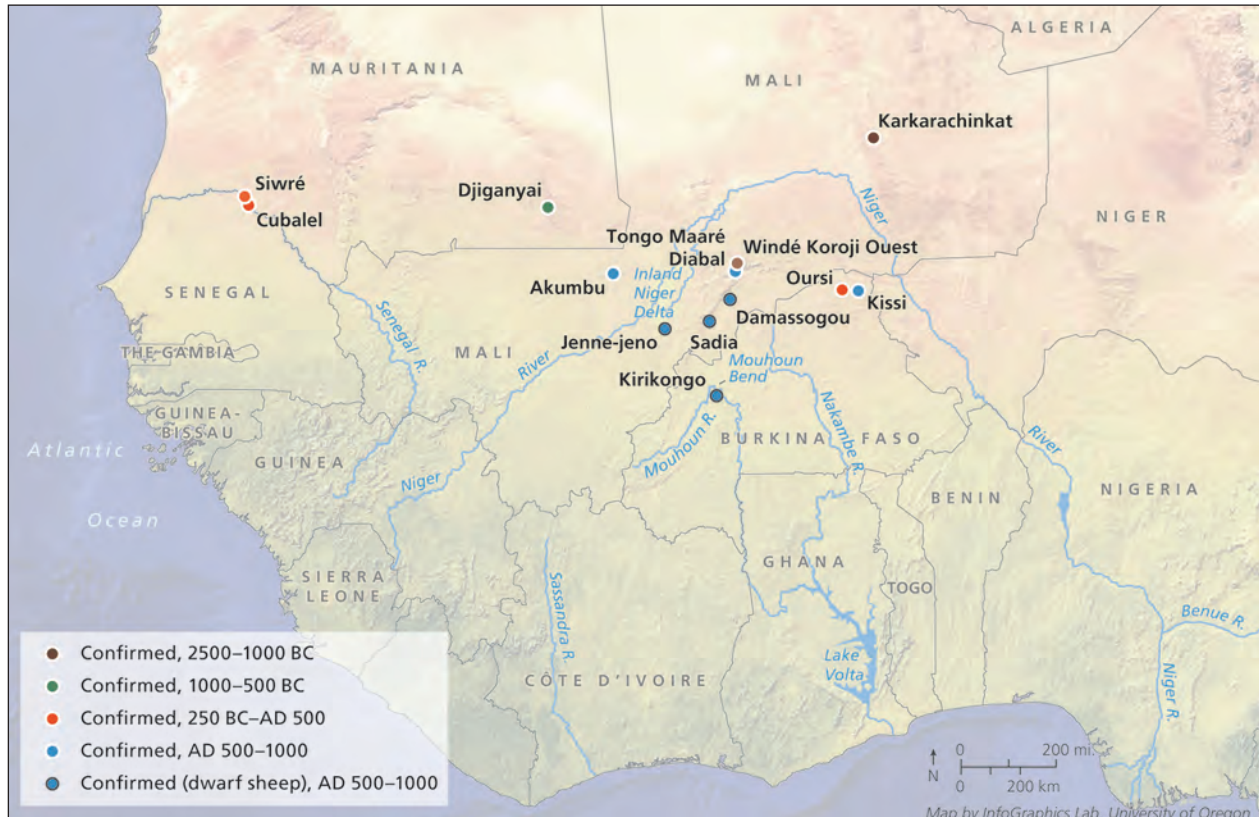 ALGERIA
MAURITANIA
MALI
Karkarachinkat
Siwré
Cubalel
Djiganyai
Niger
NIGER
Tongo Maaré
Diabal
Windé Koroji Ouest
Akumbu
Inland
Niger
Delta
Oursi
Kissi
SENEGAL
Damassogou
Jenne-jeno
Sadia
Senegal R.
THE GAMBIA
MALI
River
Mouhoun
Bend
Kirikongo
GUINEA-
BISSAU
Nakambe R.
Mouhoun R.
BURKINA FASO
River
Atlantic
Ocean
GUINEA
Niger
BENIN
NIGERIA
SIERRA
LEONE
GHANA
TOGO
Sassandra R.
Benue R.
CÔTE D'IVOIRE
Lake
Volta
Niger R.
Confirmed, 2500–1000 BC
Confirmed, 1000–500 BC
Confirmed, 250 BC–AD 500
Confirmed, AD 500–1000
Confirmed (dwarf sheep), AD 500–1000
N
0 200 mi.
0 200 km
Map by InfoGraphics Lab, University of Oregon